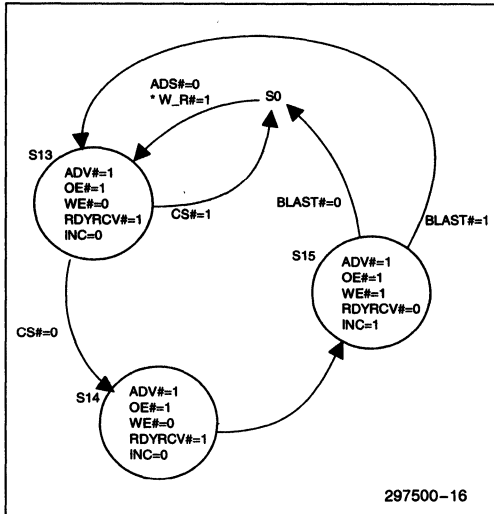 ADS#=0
* W_R#=1
S0
S13
ADV#=1
OE#=1
WE#=0
RDYRCV#=1
INC=0
CS#=1
BLAST#=0
BLAST#=1
S15
ADV#=1
OE#=1
WE#=1
RDYRCV#=0
INC=1
CS#=0
S14
ADV#=1
OE#=1
WE#=0
RDYRCV#=1
INC=0
297500-16